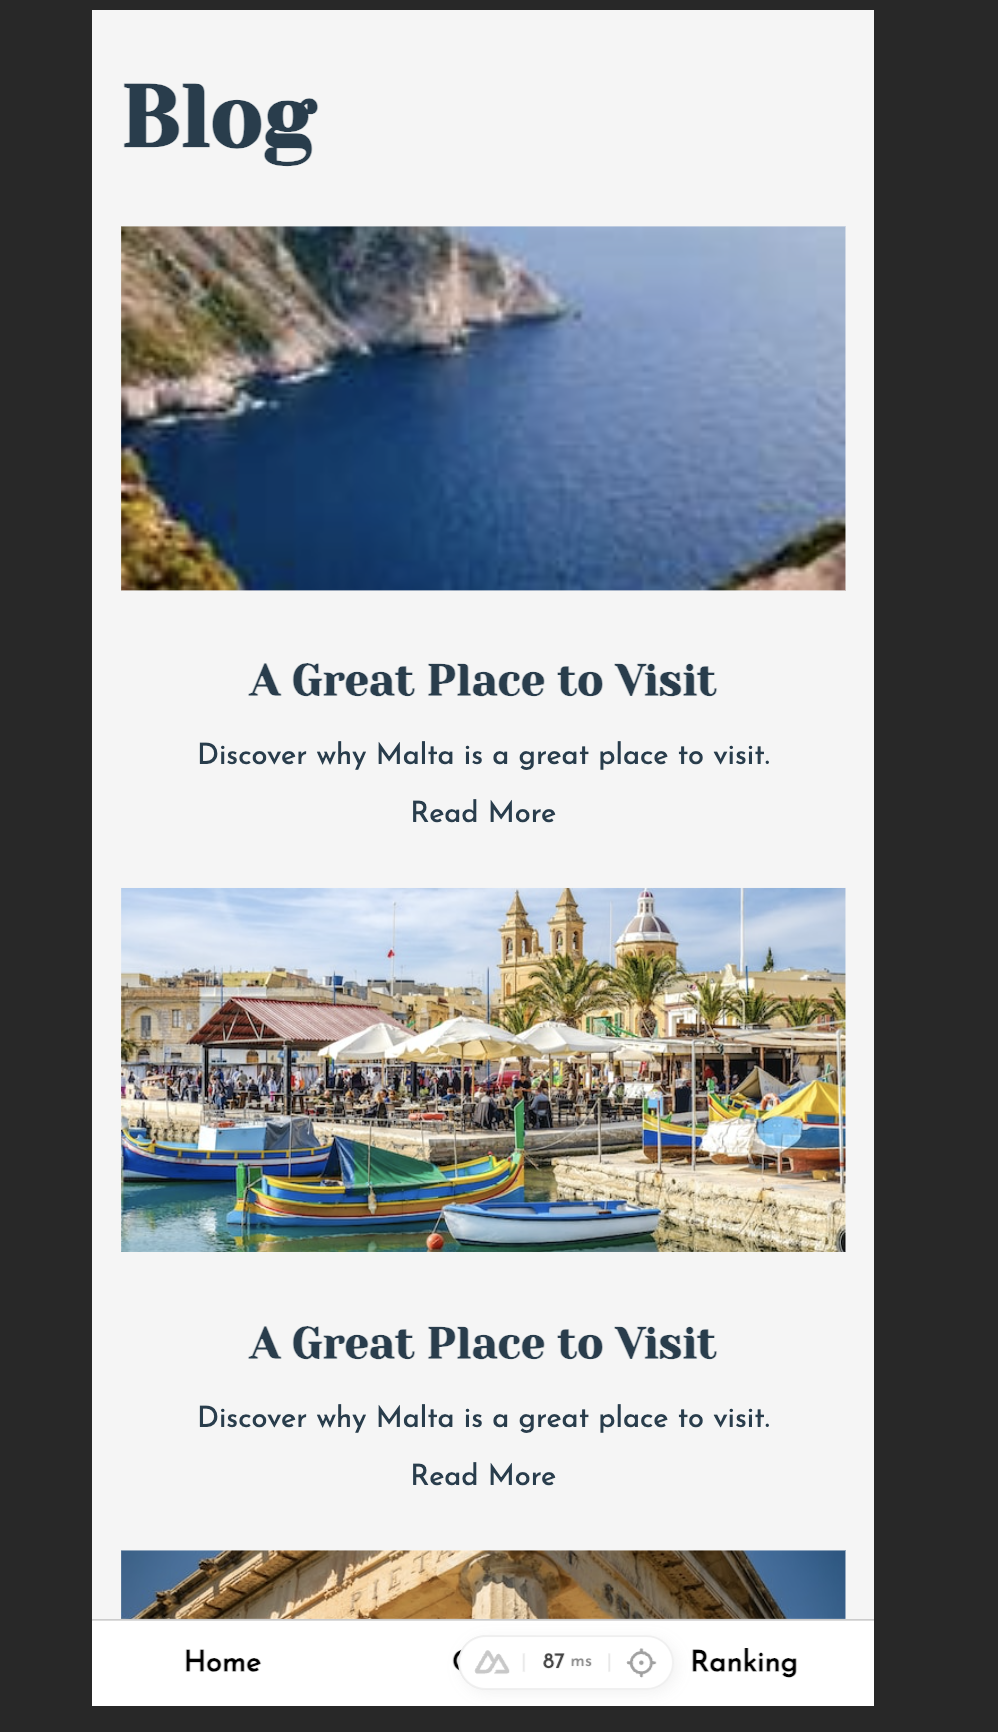 Blog
A Great Place to Visit
Discover why Malta is a great place to visit.
Read More
A Great Place to Visit
Discover why Malta is a great place to visit.
Read More
Home
87 ms
Ranking